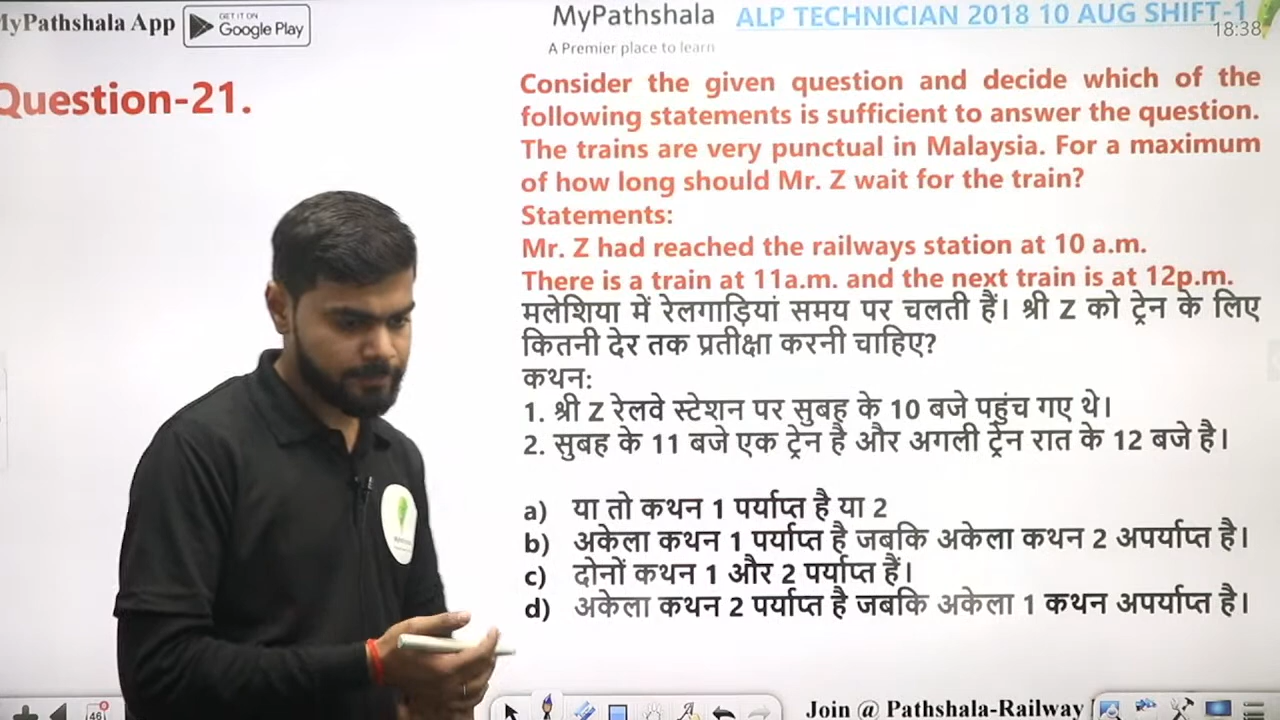 MyPathshala App
GET IT ON
Google Play
MyPathshala
A Premier place to learn
ALP TECHNICIAN 2018 10 AUG SHIFT-1
18:38
Question-21.
Consider the given question and decide which of the
following statements is sufficient to answer the question.
The trains are very punctual in Malaysia. For a maximum
of how long should Mr. Z wait for the train?
Statements:
Mr. Z had reached the railways station at 10 a.m.
There is a train at 11a.m. and the next train is at 12p.m.
मलेशिया में रेलगाड़ियां समय पर चलती हैं। श्री Z को ट्रेन के लिए
कितनी देर तक प्रतीक्षा करनी चाहिए?
कथन:
1. श्री Z रेलवे स्टेशन पर सुबह के 10 बजे पहुंच गए थे।
2. सुबह के 11 बजे एक ट्रेन है और अगली ट्रेन रात के 12 बजे है।
a) या तो कथन 1 पर्याप्त है या 2
b) अकेला कथन 1 पर्याप्त है जबकि अकेला कथन 2 अपर्याप्त है।
c) दोनों कथन 1 और 2 पर्याप्त हैं।
d) अकेला कथन 2 पर्याप्त है जबकि अकेला 1 कथन अपर्याप्त है।
46
Join @ Pathshala-Railway